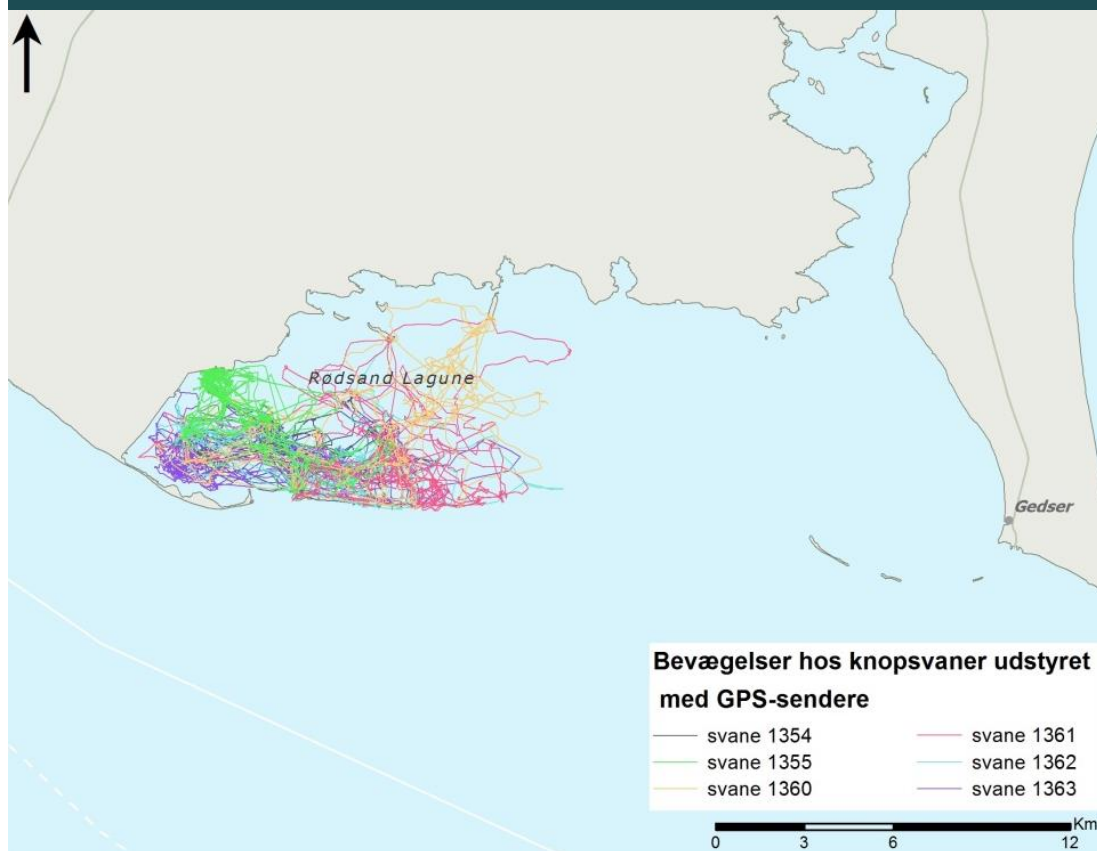 Rødsand Lagune
Gedser
Bevægelser hos knopsvaner udstyret
med GPS-sendere
svane 1354
svane 1355
svane 1360
svane 1361
svane 1362
svane 1363
Km
0 3 6 12